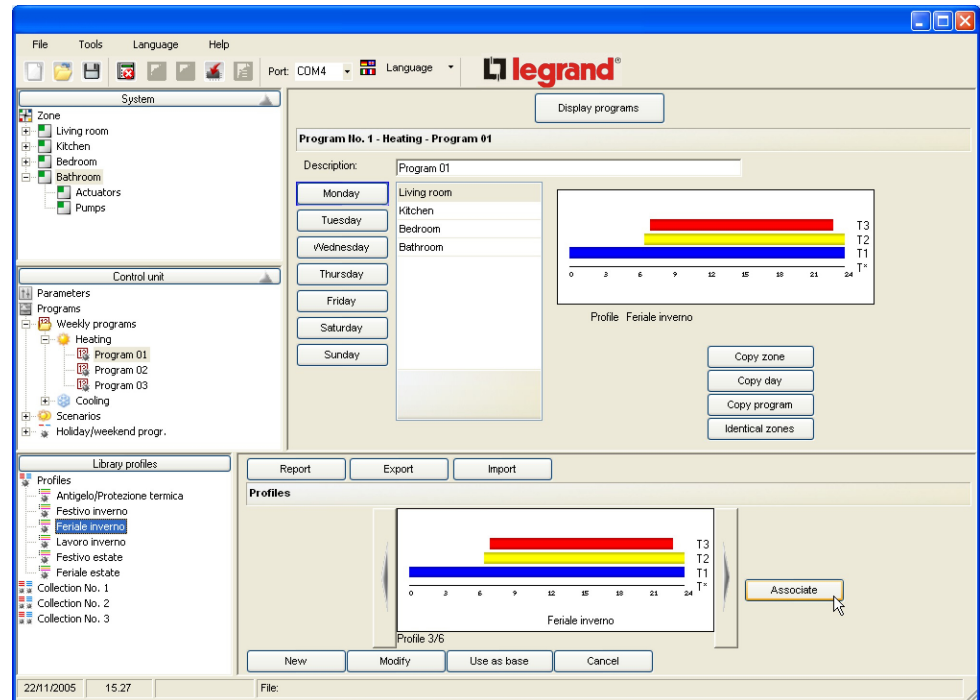 File Tools Language Help
Port: COM4 Language legrand®
System
Zone
Living room
Kitchen
Bedroom
Bathroom
Actuators
Pumps
Control unit
Parameters
Programs
Weekly programs
Heating
Program 01
Program 02
Program 03
Cooling
Scenarios
Holiday/weekend progr.
Library profiles
Profiles
Antigelo/Protezione termica
Festivo inverno
Feriale inverno
Lavoro inverno
Festivo estate
Feriale estate
Collection No. 1
Collection No. 2
Collection No. 3
Display programs
Program No. 1 - Heating - Program 01
Description: Program 01
Monday
Tuesday
Wednesday
Thursday
Friday
Saturday
Sunday
Living room
Kitchen
Bedroom
Bathroom
T3
T2
T1
T*
0 3 6 9 12 15 18 21 24
Profile Feriale inverno
Copy zone
Copy day
Copy program
Identical zones
Report Export Import
Profiles
T3
T2
T1
T*
0 3 6 9 12 15 18 21 24
Feriale inverno
Profile 3/6
Associate
New Modify Use as base Cancel
22/11/2005 15.27 File: